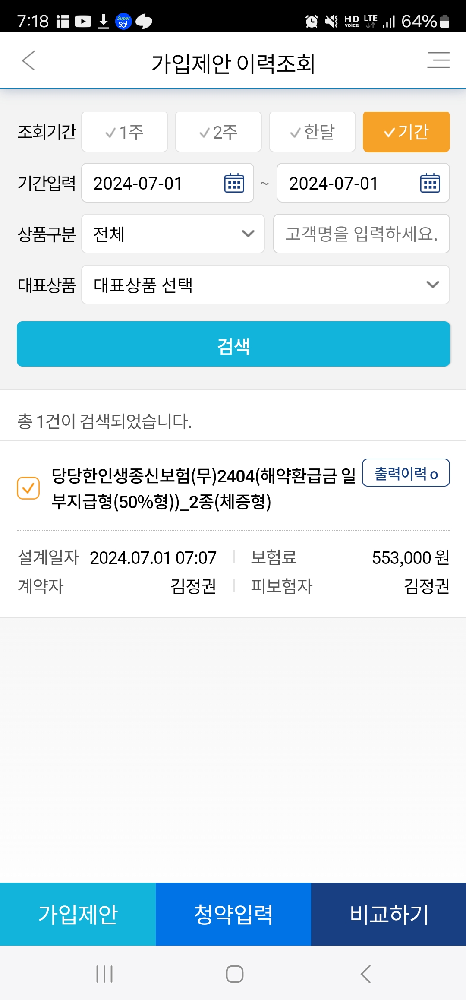 7:18 Super SOL HD voice LTE 64%
가입제안 이력조회
조회기간 1주 2주 한달 기간
기간입력 2024-07-01 ~ 2024-07-01
상품구분 전체 고객명을 입력하세요.
대표상품 대표상품 선택
검색
총 1건이 검색되었습니다.
당당한인생종신보험(무)2404(해약환급금 일 출력이력 o
부지급형(50%형))_2종(체증형)
설계일자 2024.07.01 07:07 보험료 553,000 원
계약자 김정권 피보험자 김정권
가입제안 청약입력 비교하기